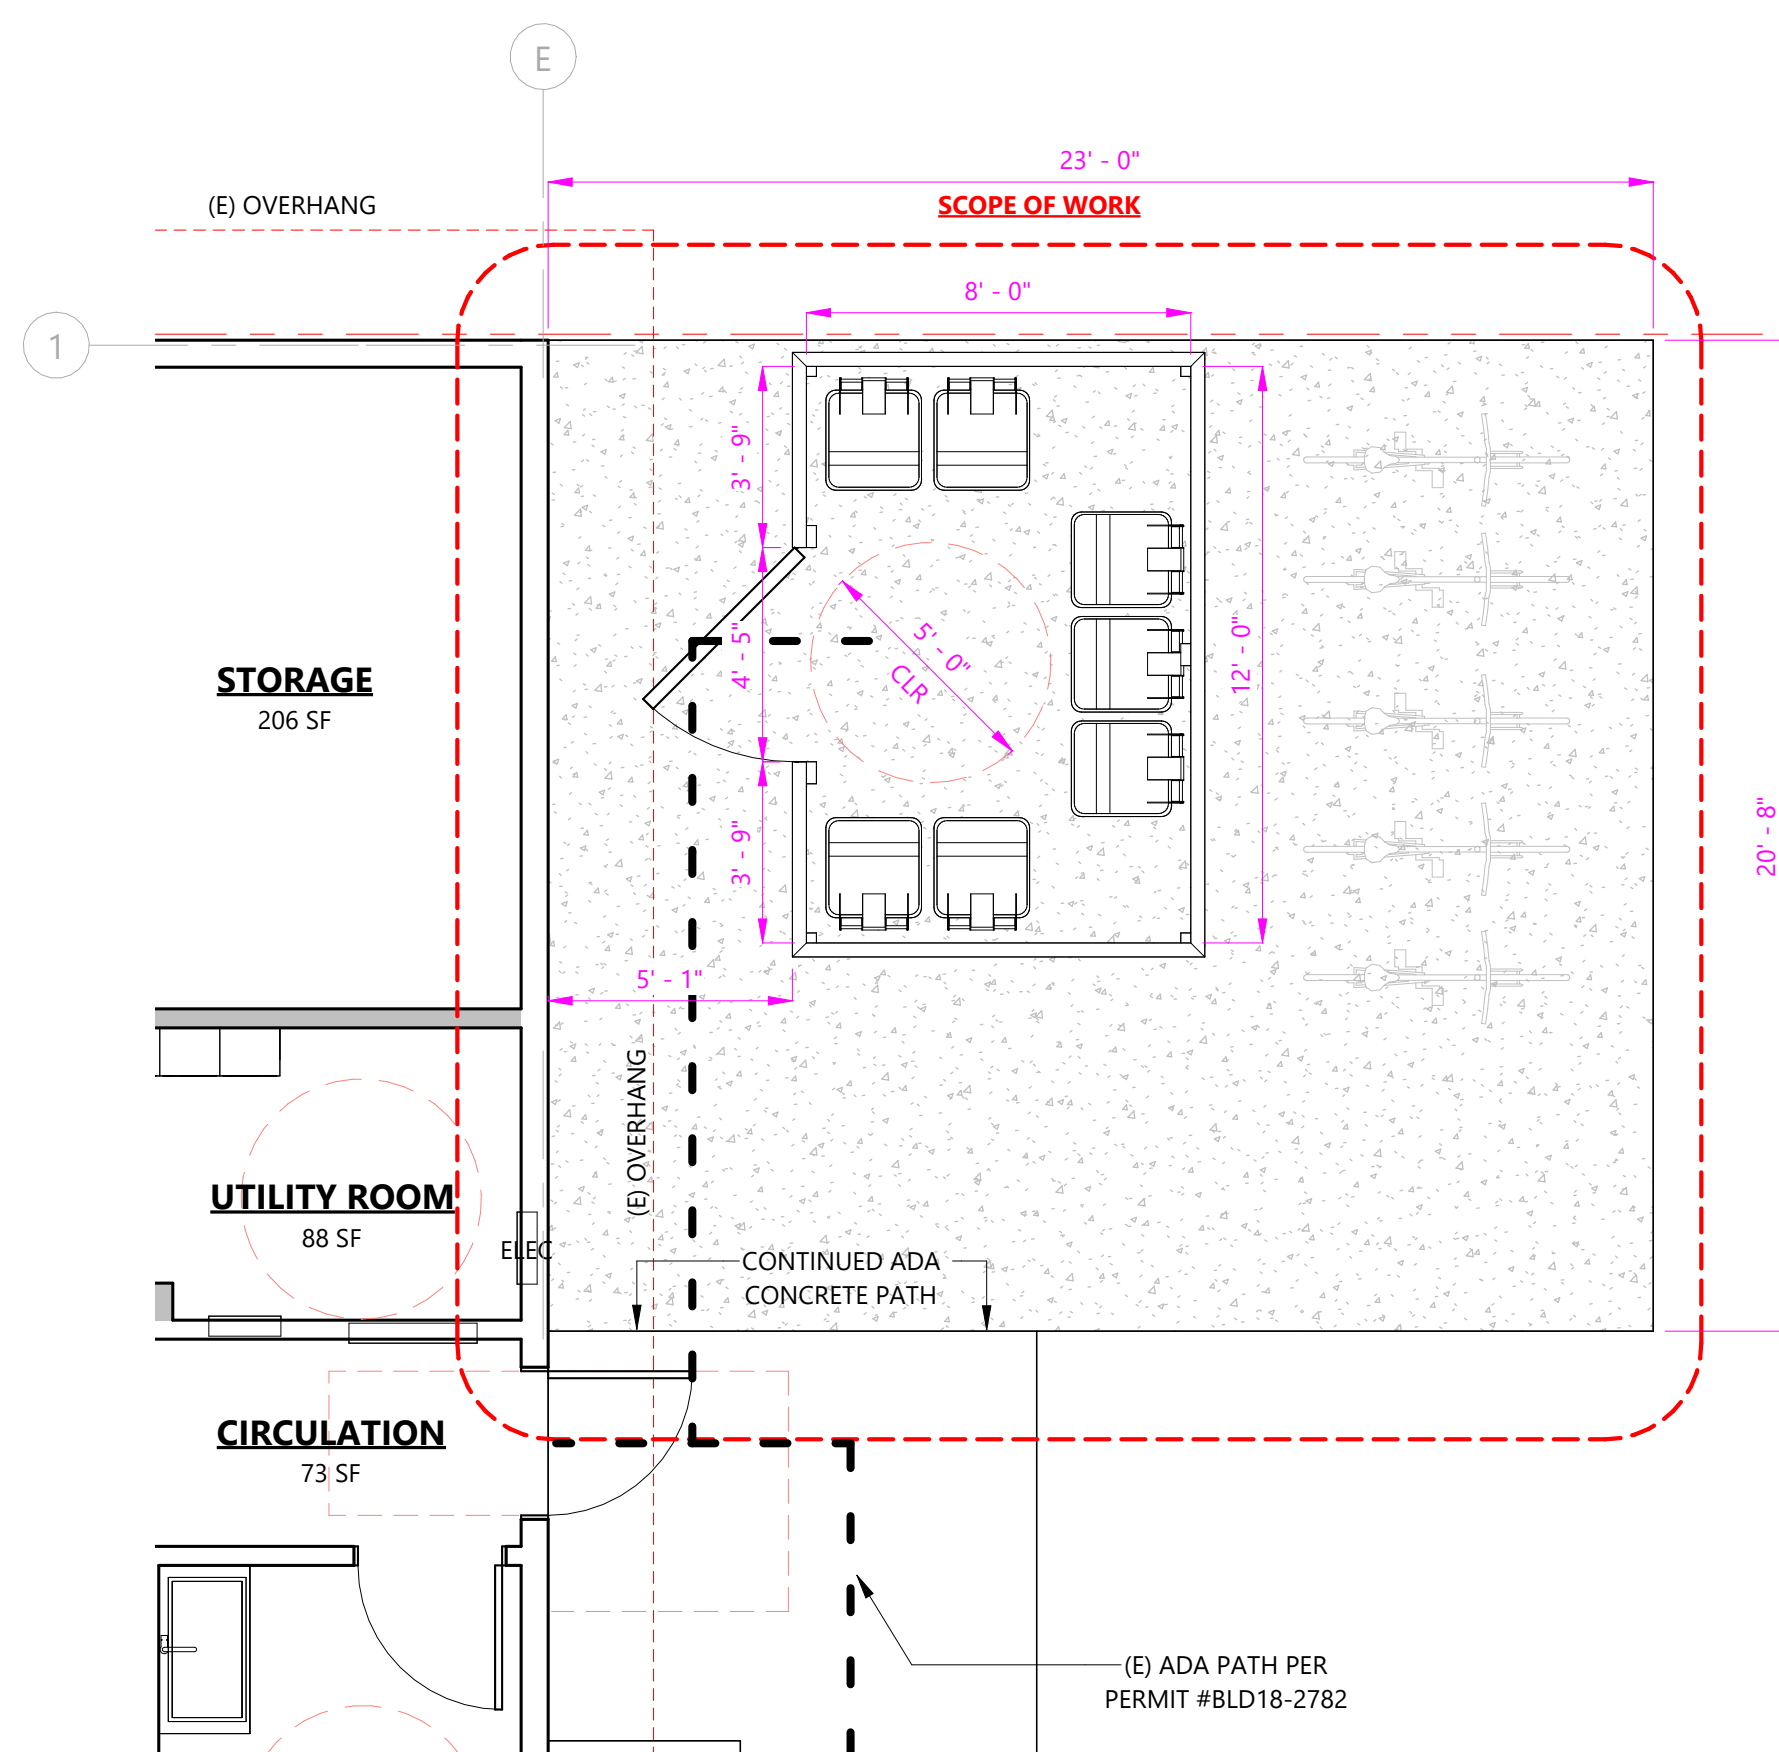 E
23' - 0"
(E) OVERHANG
SCOPE OF WORK
8' - 0"
1
3' - 9"
4' - 5"
5' - 0"
CLR
12' - 0"
STORAGE
206 SF
3' - 9"
20' - 8"
5' - 1"
(E) OVERHANG
UTILITY ROOM
88 SF
ELEC
CONTINUED ADA
CONCRETE PATH
CIRCULATION
73 SF
(E) ADA PATH PER
PERMIT #BLD18-2782